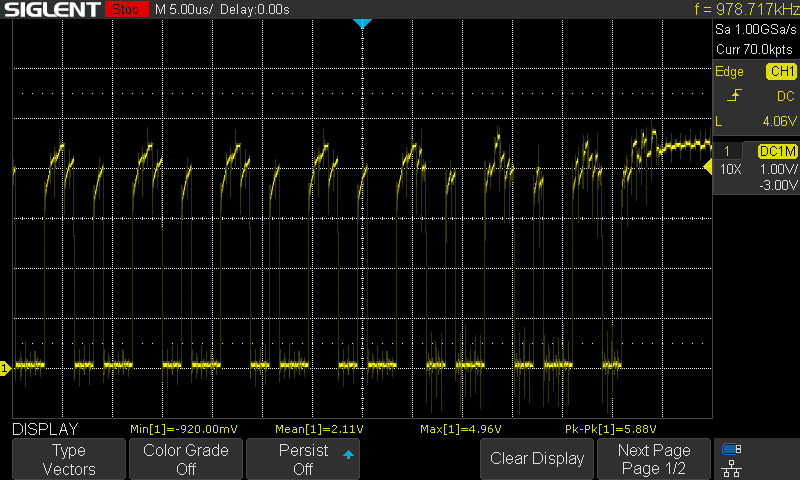 SIGLENT Stop M 5.00us/ Delay:0.00s f = 978.717kHz
Sa 1.00GSa/s
Curr 70.0kpts
Edge CH1
DC
L 4.06V
1 DC1M
10X 1.00V/
-3.00V
1
DISPLAY Min[1]=-920.00mV Mean[1]=2.11V Max[1]=4.96V Pk-Pk[1]=5.88V
Type Color Grade Persist Clear Display Next Page
Vectors Off Off Page 1/2